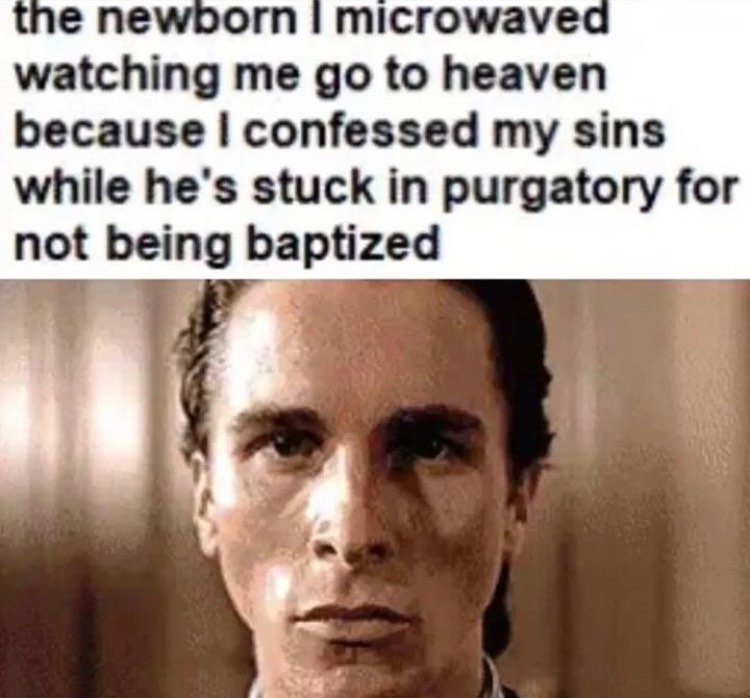 the newborn I microwaved
watching me go to heaven
because I confessed my sins
while he's stuck in purgatory for
not being baptized